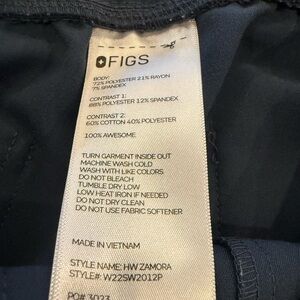 FIGS
BODY:
72% POLYESTER 21% RAYON
7% SPANDEX
CONTRAST 1:
88% POLYESTER 12% SPANDEX
CONTRAST 2:
60% COTTON 40% POLYESTER
100% AWESOME
TURN GARMENT INSIDE OUT
MACHINE WASH COLD
WASH WITH LIKE COLORS
DO NOT BLEACH
TUMBLE DRY LOW
LOW HEAT IRON IF NEEDED
DO NOT DRY CLEAN
DO NOT USE FABRIC SOFTENER
MADE IN VIETNAM
STYLE NAME: HW ZAMORA
STYLE#: W22SW2012P
PO# 3023